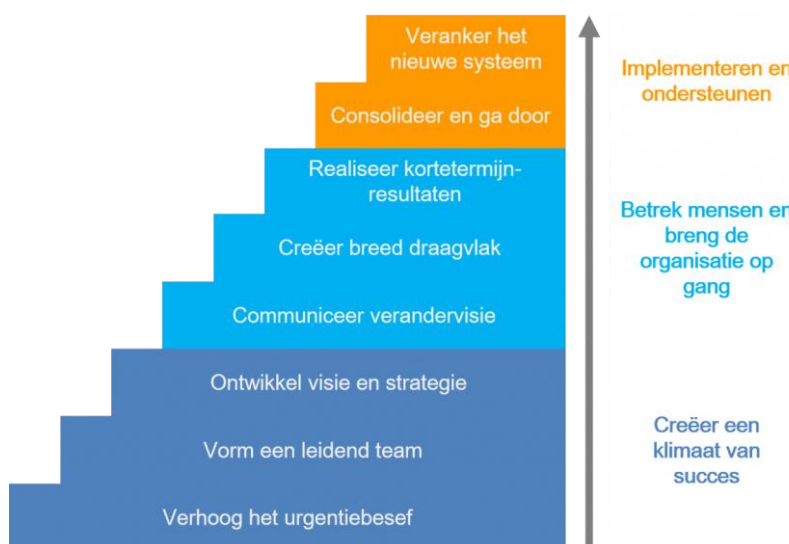 Veranker het
nieuwe systeem
Consolideer en ga door
Realiseer kortetermijn-
resultaten
Creëer breed draagvlak
Communiceer verandervisie
Ontwikkel visie en strategie
Vorm een leidend team
Verhoog het urgentiebesef
Implementeren en
ondersteunen
Betrek mensen en
breng de
organisatie op
gang
Creëer een
klimaat van
succes